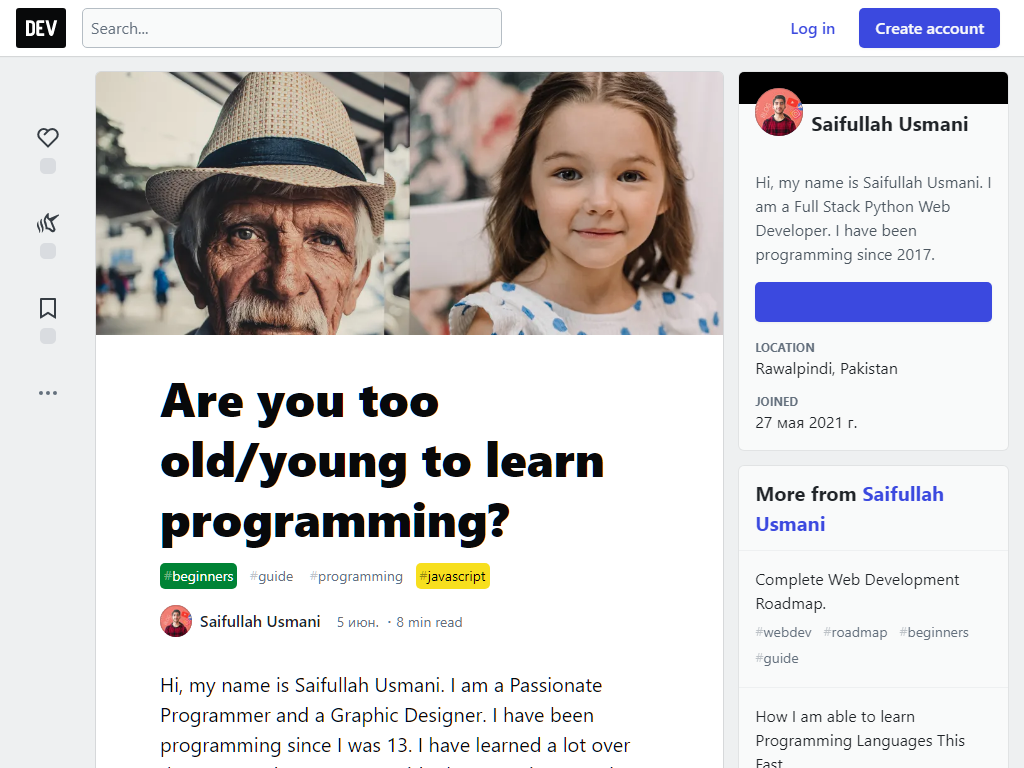 DEV
Search...
Log in
Create account
Are you too
old/young to learn
programming?
#beginners #guide #programming #javascript
Saifullah Usmani 5 июн. · 8 min read
Hi, my name is Saifullah Usmani. I am a Passionate
Programmer and a Graphic Designer. I have been
programming since I was 13. I have learned a lot over
Saifullah Usmani
Hi, my name is Saifullah Usmani. I
am a Full Stack Python Web
Developer. I have been
programming since 2017.
LOCATION
Rawalpindi, Pakistan
JOINED
27 мая 2021 г.
More from Saifullah
Usmani
Complete Web Development
Roadmap.
#webdev #roadmap #beginners
#guide
How I am able to learn
Programming Languages This
Fast